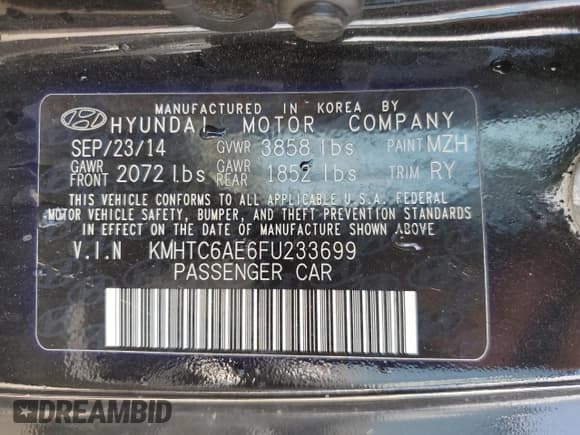 MANUFACTURED IN KOREA BY
HYUNDAI MOTOR COMPANY
SEP/23/14 GVWR 3858 lbs PAINT MZH
GAWR FRONT 2072 lbs GAWR REAR 1852 lbs TRIM RY
THIS VEHICLE CONFORMS TO ALL APPLICABLE U.S.A. FEDERAL
MOTOR VEHICLE SAFETY, BUMPER, AND THEFT PREVENTION STANDARDS
IN EFFECT ON THE DATE OF MANUFACTURE SHOWN ABOVE.
V.I.N KMHTC6AE6FU233699
PASSENGER CAR
DREAMBID